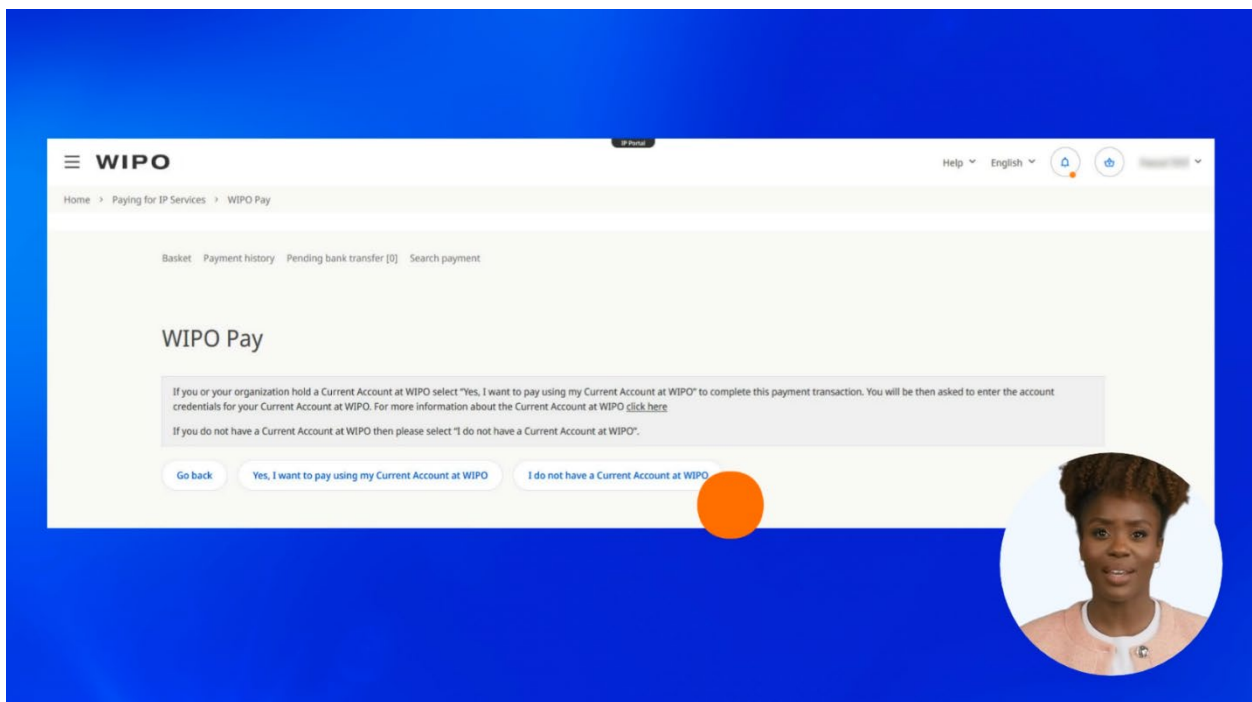 IP Portal
WIPO
Help English
Home > Paying for IP Services > WIPO Pay
Basket Payment history Pending bank transfer [0] Search payment
WIPO Pay
If you or your organization hold a Current Account at WIPO select "Yes, I want to pay using my Current Account at WIPO" to complete this payment transaction. You will be then asked to enter the account
credentials for your Current Account at WIPO. For more information about the Current Account at WIPO click here
If you do not have a Current Account at WIPO then please select "I do not have a Current Account at WIPO".
Go back Yes, I want to pay using my Current Account at WIPO I do not have a Current Account at WIPO